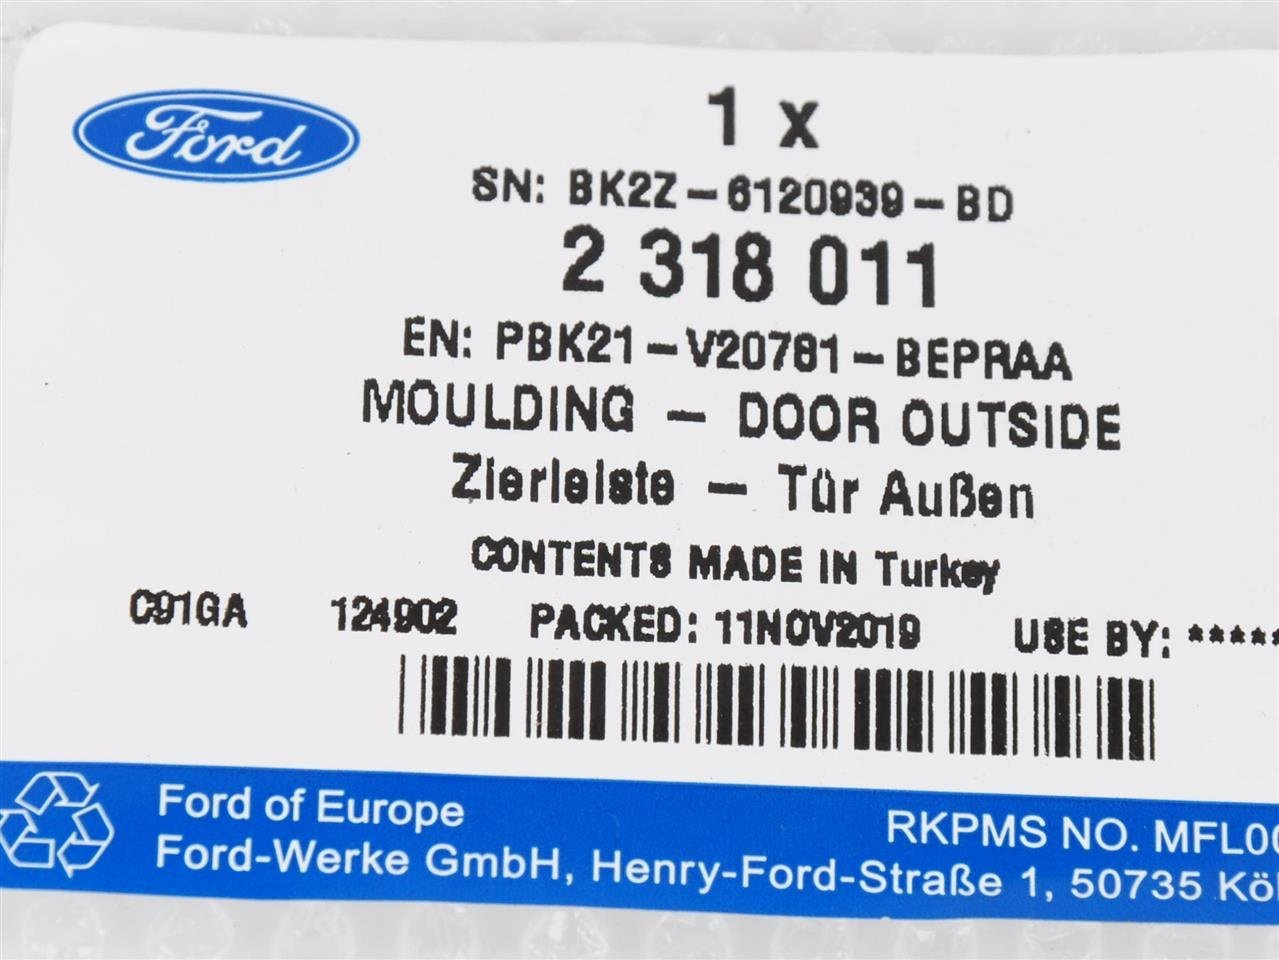 Ford
1 x
SN: BK2Z-6120939-BD
2 318 011
EN: PBK21-V20781-BEPRAA
MOULDING - DOOR OUTSIDE
Zierleiste - Tür Außen
CONTENTS MADE IN Turkey
C91GA 124902 PACKED: 11NOV2019 USE BY: *****
Ford of Europe
RKPMS NO. MFL00
Ford-Werke GmbH, Henry-Ford-Straße 1, 50735 Köl